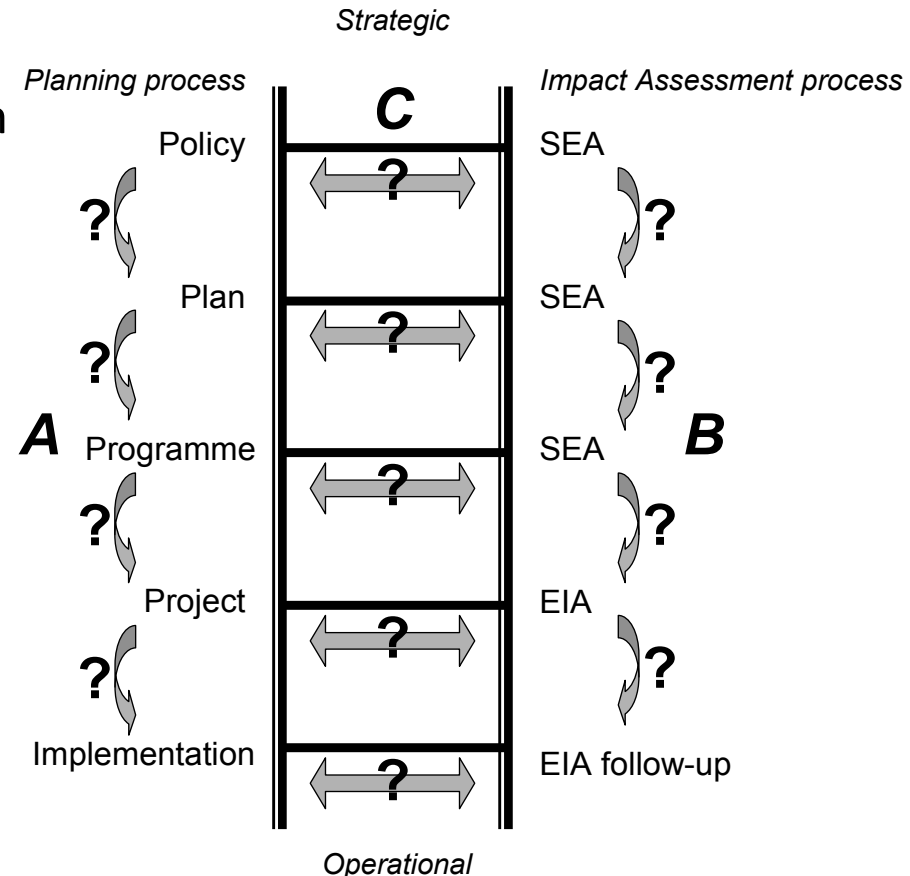 Strategic
Planning process
Impact Assessment process
C
Policy
SEA
?
?
?
Plan
SEA
?
?
?
A
Programme
SEA
B
?
?
?
Project
EIA
?
?
?
Implementation
EIA follow-up
?
Operational